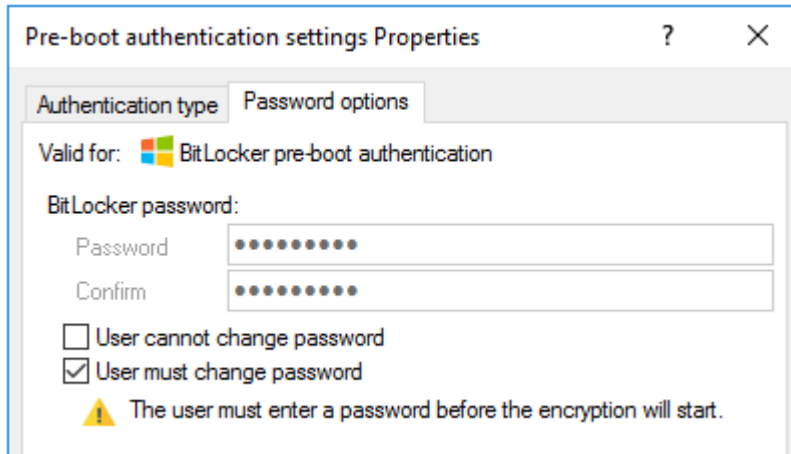 Pre-boot authentication settings Properties ?
Authentication type Password options
Valid for: BitLocker pre-boot authentication
BitLocker password:
Password •••••••••
Confirm •••••••••
User cannot change password
User must change password
The user must enter a password before the encryption will start.